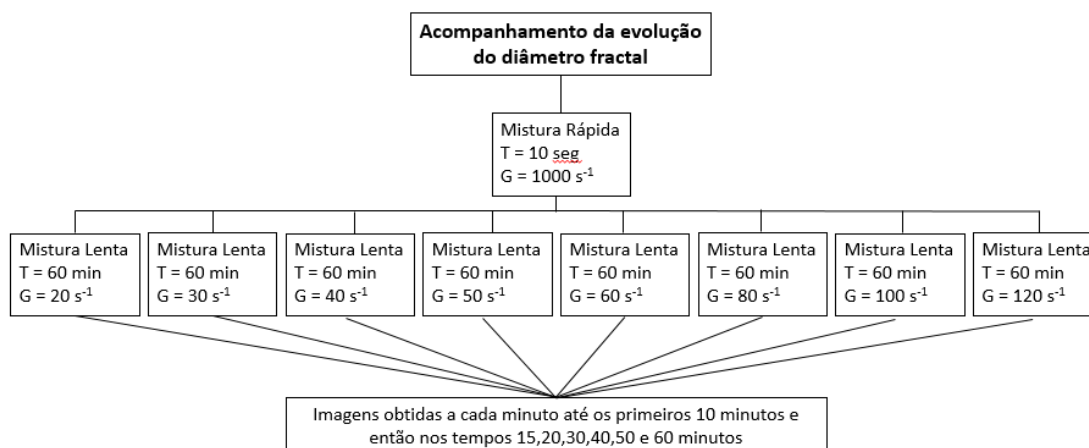 Acompanhamento da evolução
do diâmetro fractal
Mistura Rápida
T = 10 seg
G = 1000 s⁻¹
Mistura Lenta
T = 60 min
G = 20 s⁻¹
Mistura Lenta
T = 60 min
G = 30 s⁻¹
Mistura Lenta
T = 60 min
G = 40 s⁻¹
Mistura Lenta
T = 60 min
G = 50 s⁻¹
Mistura Lenta
T = 60 min
G = 60 s⁻¹
Mistura Lenta
T = 60 min
G = 80 s⁻¹
Mistura Lenta
T = 60 min
G = 100 s⁻¹
Mistura Lenta
T = 60 min
G = 120 s⁻¹
Imagens obtidas a cada minuto até os primeiros 10 minutos e
então nos tempos 15,20,30,40,50 e 60 minutos